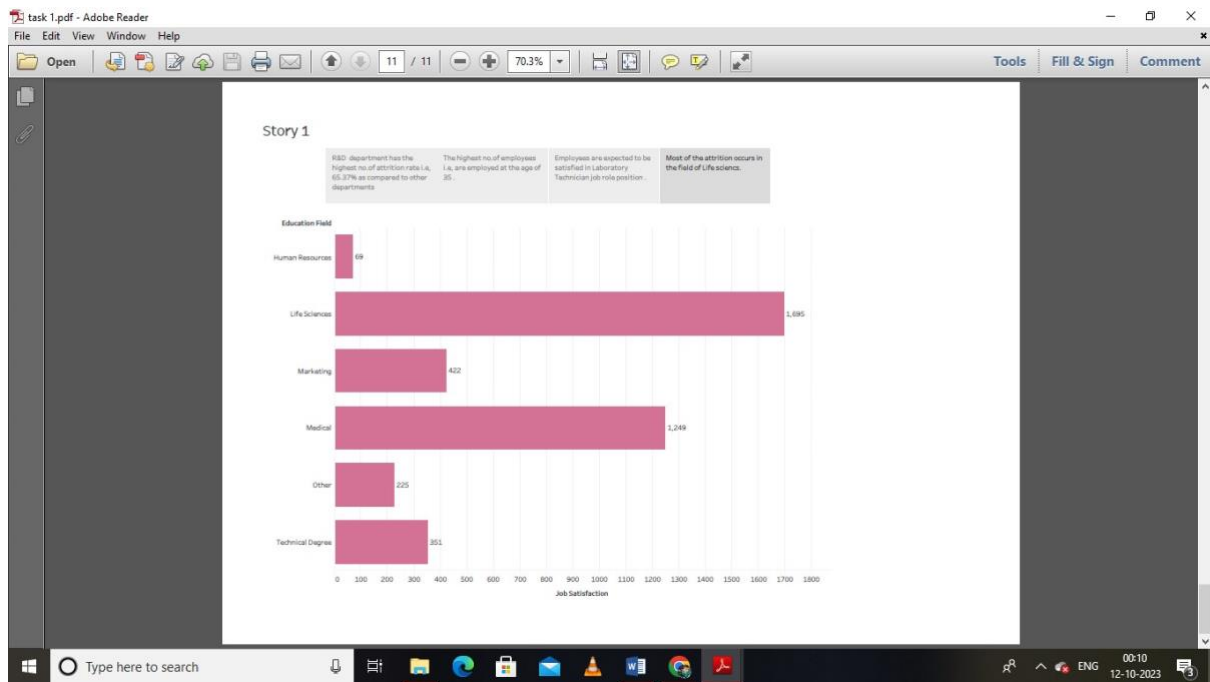 task 1.pdf - Adobe Reader
File Edit View Window Help
Open
11 / 11
70.3%
Tools Fill & Sign Comment
Story 1
R&D department has the
highest no.of attrition rate i.e,
65.37% as compared to other
departments
The highest no.of employees
i.e, are employed at the age of
35 .
Employees are expected to be
satisfied in Laboratory
Technician job role position .
Most of the attrition occurs in
the field of Life sciencs.
Education Field
Human Resources 69
Life Sciences 1,695
Marketing 422
Medical 1,249
Other 225
Technical Degree 351
0 100 200 300 400 500 600 700 800 900 1000 1100 1200 1300 1400 1500 1600 1700 1800
Job Satisfaction
Type here to search
ENG
00:10
12-10-2023
3